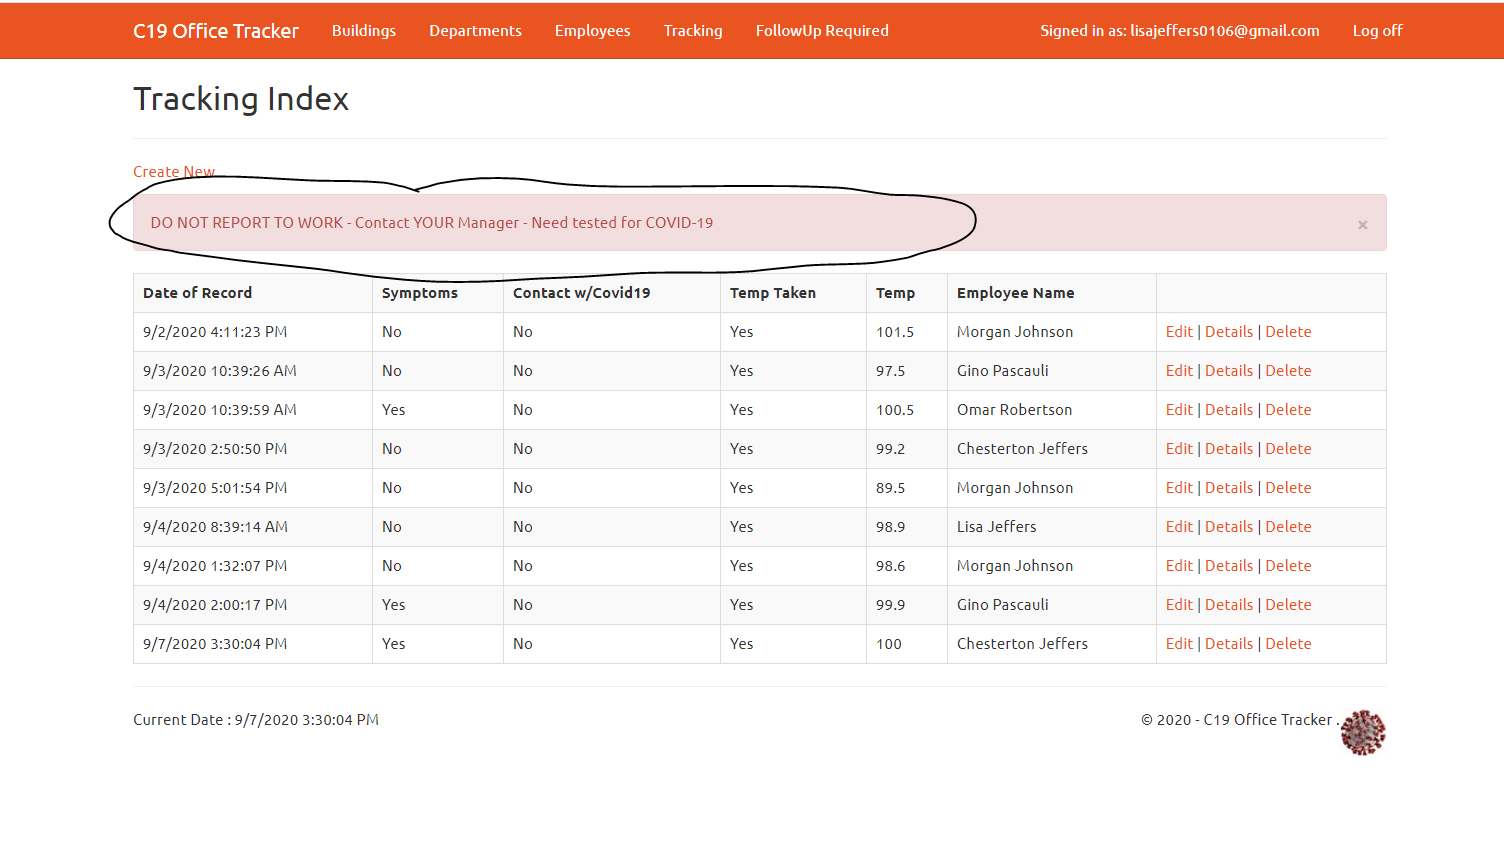 C19 Office Tracker Buildings Departments Employees Tracking FollowUp Required Signed in as: lisajeffers0106@gmail.com Log off
Tracking Index
Create New
DO NOT REPORT TO WORK - Contact YOUR Manager - Need tested for COVID-19 ×
Date of Record Symptoms Contact w/Covid19 Temp Taken Temp Employee Name
9/2/2020 4:11:23 PM No No Yes 101.5 Morgan Johnson Edit | Details | Delete
9/3/2020 10:39:26 AM No No Yes 97.5 Gino Pascauli Edit | Details | Delete
9/3/2020 10:39:59 AM Yes No Yes 100.5 Omar Robertson Edit | Details | Delete
9/3/2020 2:50:50 PM No No Yes 99.2 Chesterton Jeffers Edit | Details | Delete
9/3/2020 5:01:54 PM No No Yes 89.5 Morgan Johnson Edit | Details | Delete
9/4/2020 8:39:14 AM No No Yes 98.9 Lisa Jeffers Edit | Details | Delete
9/4/2020 1:32:07 PM No No Yes 98.6 Morgan Johnson Edit | Details | Delete
9/4/2020 2:00:17 PM Yes No Yes 99.9 Gino Pascauli Edit | Details | Delete
9/7/2020 3:30:04 PM Yes No Yes 100 Chesterton Jeffers Edit | Details | Delete
Current Date : 9/7/2020 3:30:04 PM © 2020 - C19 Office Tracker .